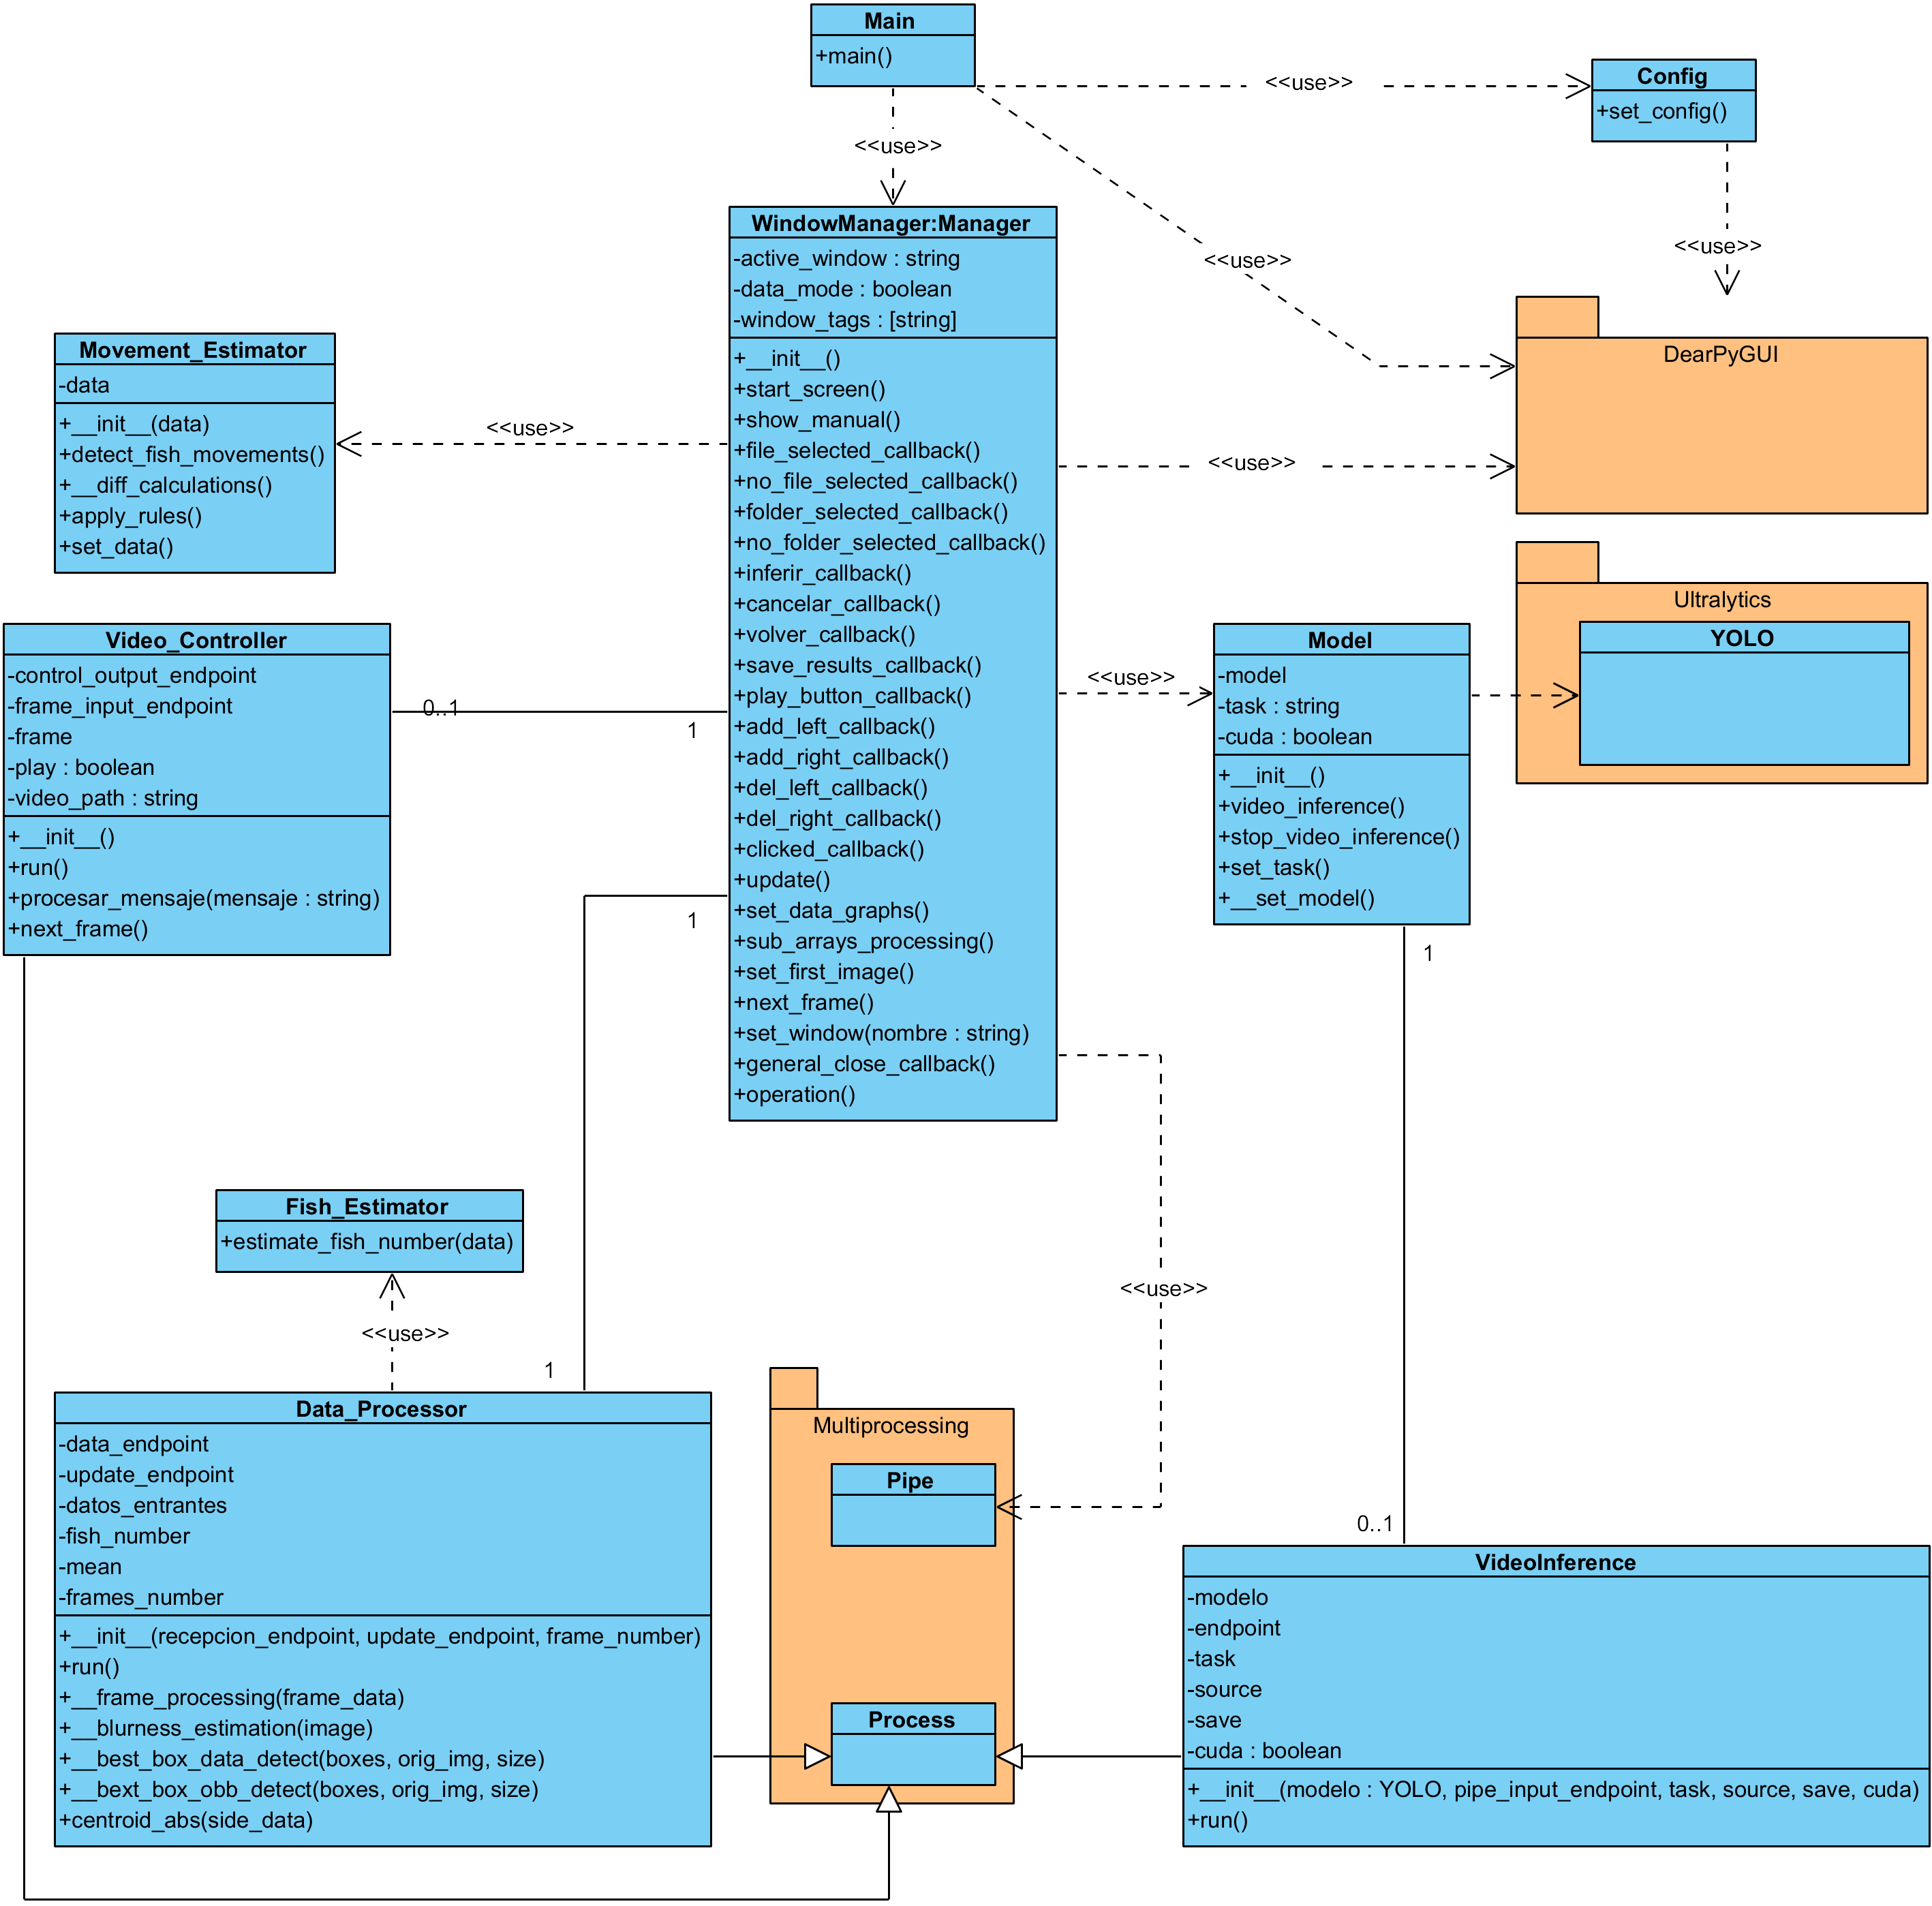 Main
+main()
<<use>>
Config
+set_config()
<<use>>
<<use>>
<<use>>
WindowManager:Manager
-active_window : string
-data_mode : boolean
-window_tags : [string]
+__init__()
+start_screen()
+show_manual()
+file_selected_callback()
+no_file_selected_callback()
+folder_selected_callback()
+no_folder_selected_callback()
+inferir_callback()
+cancelar_callback()
+volver_callback()
+save_results_callback()
+play_button_callback()
+add_left_callback()
+add_right_callback()
+del_left_callback()
+del_right_callback()
+clicked_callback()
+update()
+set_data_graphs()
+sub_arrays_processing()
+set_first_image()
+next_frame()
+set_window(nombre : string)
+general_close_callback()
+operation()
DearPyGUI
<<use>>
Movement_Estimator
-data
+__init__(data)
+detect_fish_movements()
+__diff_calculations()
+apply_rules()
+set_data()
<<use>>
Ultralytics
YOLO
Video_Controller
-control_output_endpoint
-frame_input_endpoint
-frame
-play : boolean
-video_path : string
+__init__()
+run()
+procesar_mensaje(mensaje : string)
+next_frame()
0..1
1
<<use>>
Model
-model
-task : string
-cuda : boolean
+__init__()
+video_inference()
+stop_video_inference()
+set_task()
+__set_model()
1
1
Fish_Estimator
+estimate_fish_number(data)
<<use>>
<<use>>
1
Data_Processor
-data_endpoint
-update_endpoint
-datos_entrantes
-fish_number
-mean
-frames_number
+__init__(recepcion_endpoint, update_endpoint, frame_number)
+run()
+__frame_processing(frame_data)
+__blurness_estimation(image)
+__best_box_data_detect(boxes, orig_img, size)
+__bext_box_obb_detect(boxes, orig_img, size)
+centroid_abs(side_data)
Multiprocessing
Pipe
Process
0..1
VideoInference
-modelo
-endpoint
-task
-source
-save
-cuda : boolean
+__init__(modelo : YOLO, pipe_input_endpoint, task, source, save, cuda)
+run()